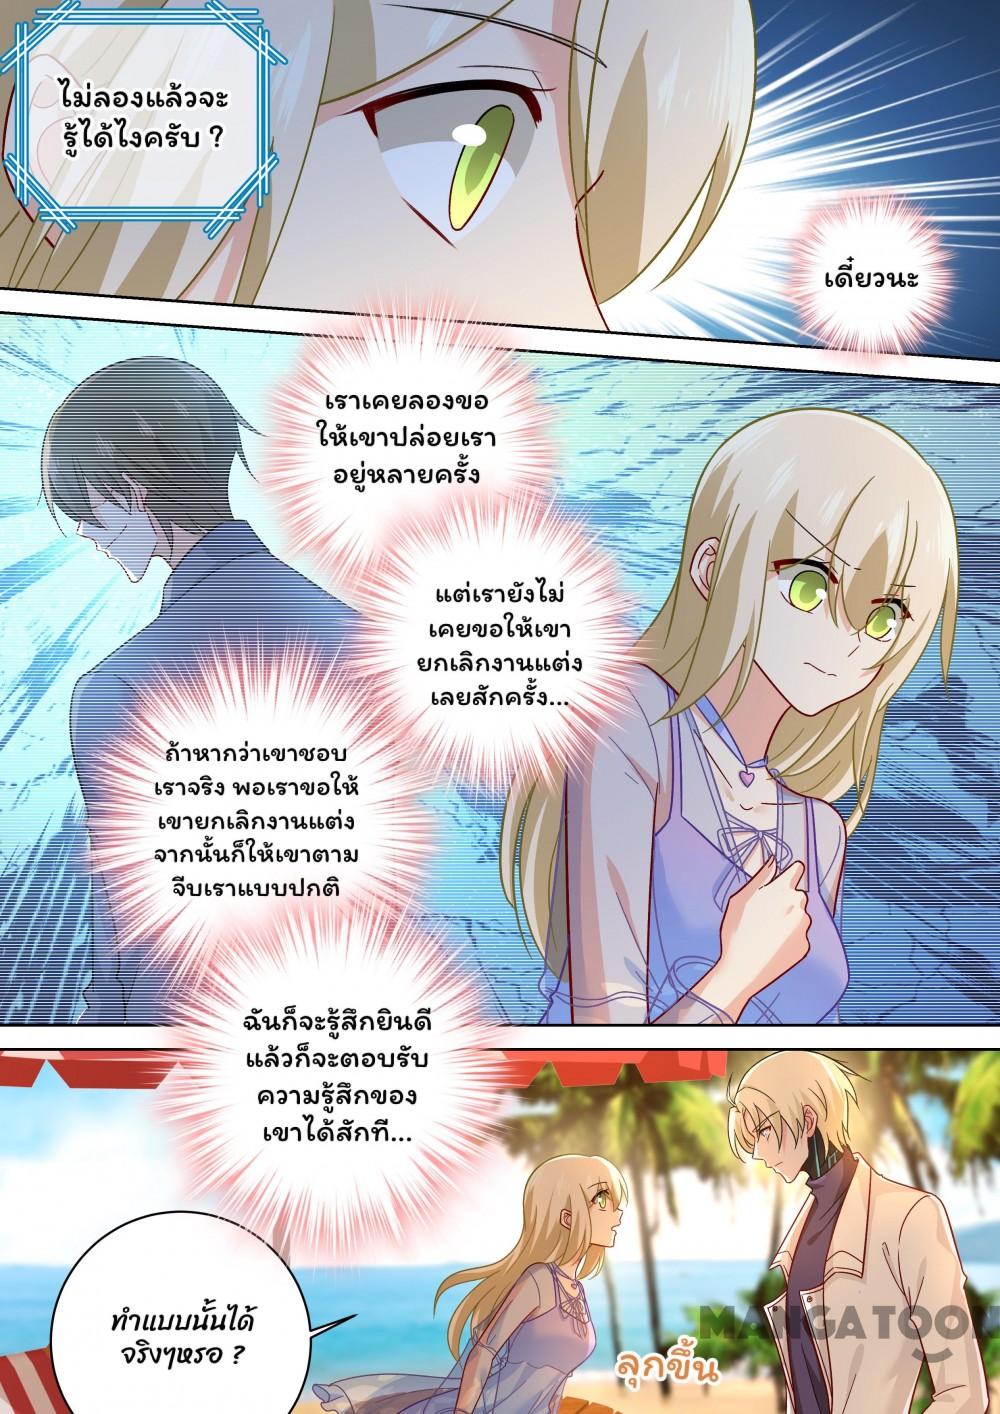 ไม่ลองแล้วจะ
รู้ได้ไงครับ ?
เดี๋ยวนะ
เราเคยลองขอ
ให้เขาปล่อยเรา
อยู่หลายครั้ง
แต่เรายังไม่
เคยขอให้เขา
ยกเลิกงานแต่ง
เลยสักครั้ง...
ถ้าหากว่าเขาชอบ
เราจริง พอเราขอให้
เขายกเลิกงานแต่ง
จากนั้นก็ให้เขาตาม
จีบเราแบบปกติ
ฉันก็จะรู้สึกยินดี
แล้วก็จะตอบรับ
ความรู้สึกของ
เขาได้สักที...
ทำแบบนั้นได้
จริงๆหรอ ?
ลุกขึ้น
MANGATOON